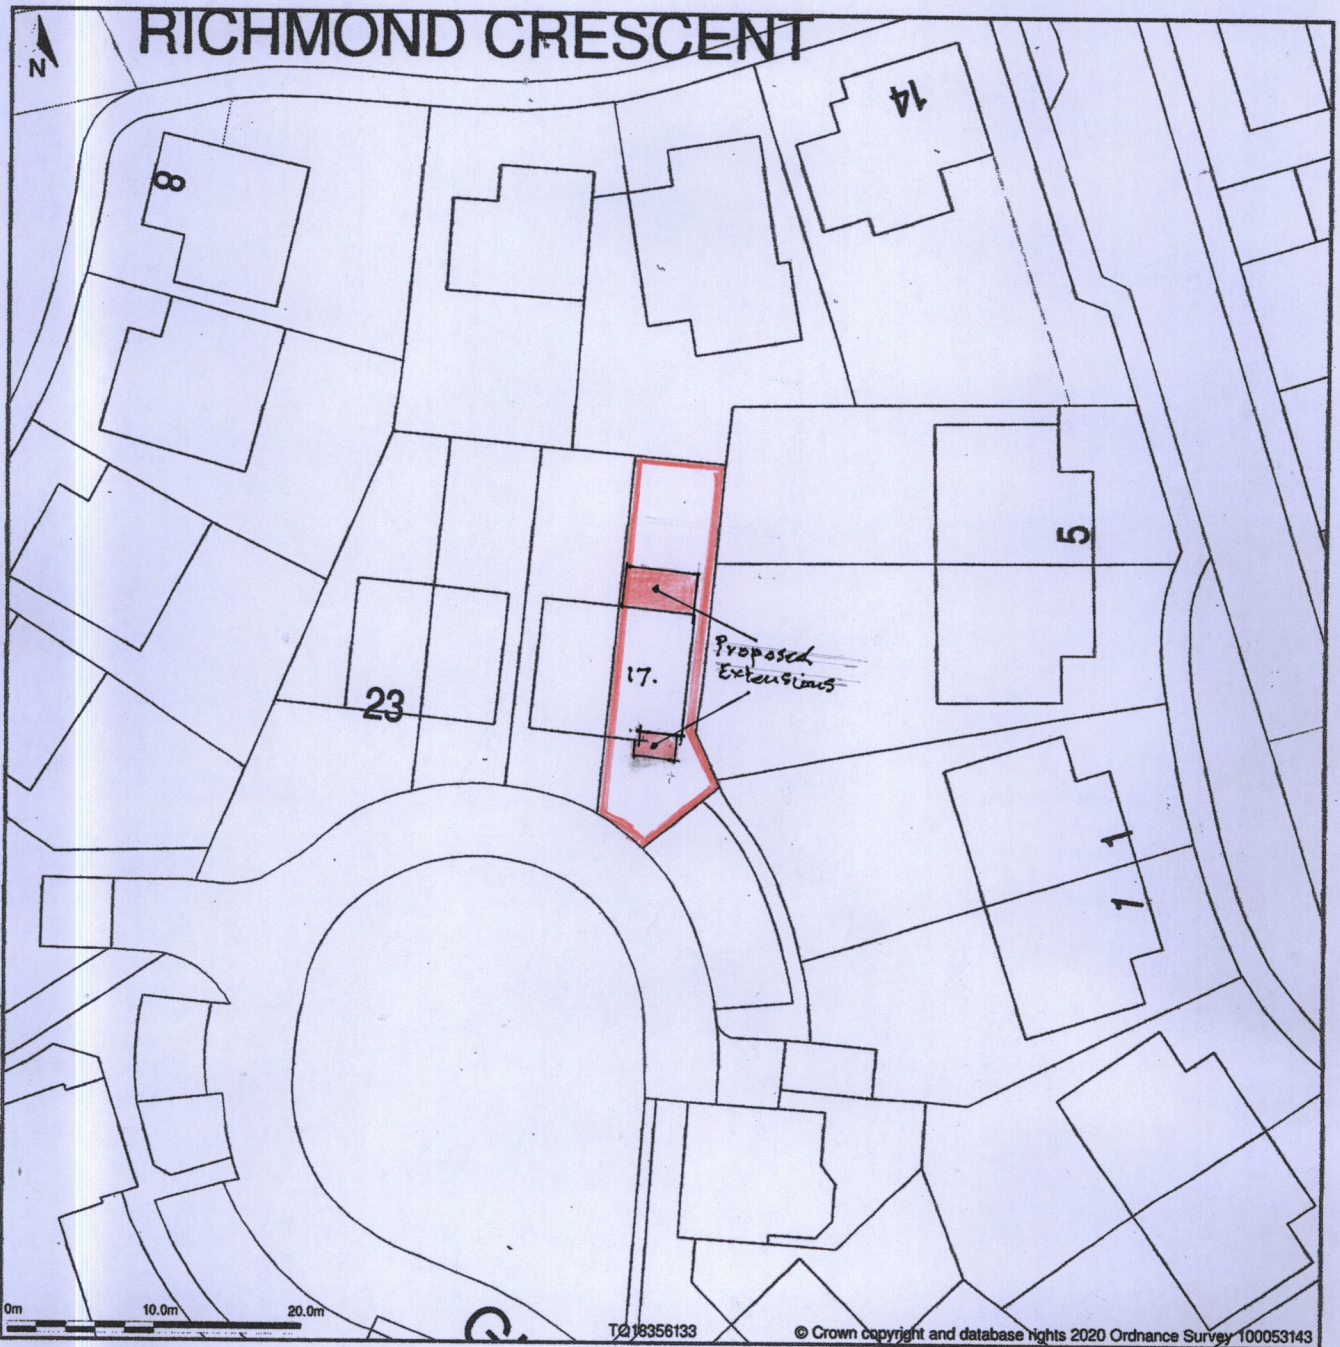 RICHMOND CRESCENT
N
14
8
5
Proposed
Extensions
17.
23
1
1
0m 10.0m 20.0m
TQ18356133
© Crown copyright and database rights 2020 Ordnance Survey 100053143